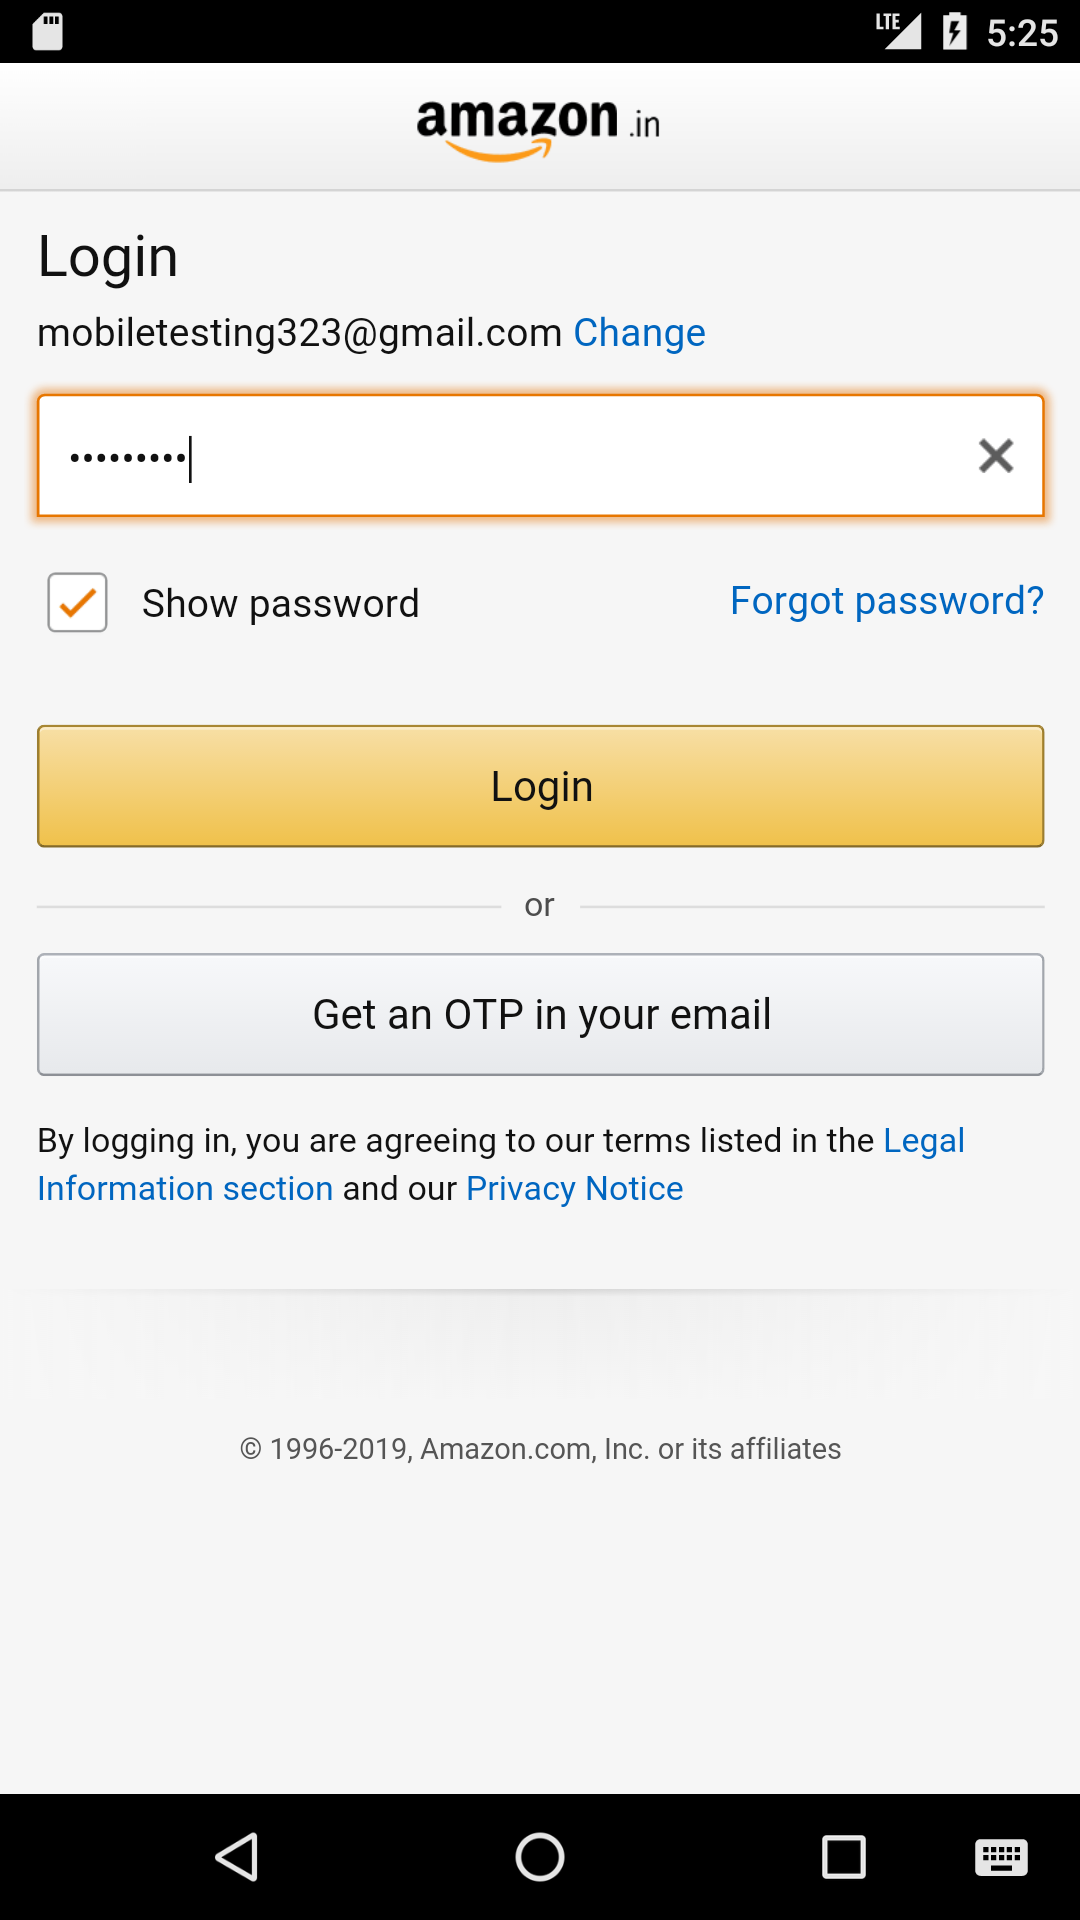 LTE 5:25
amazon.in
Login
mobiletesting323@gmail.com Change
•••••••••
Show password Forgot password?
Login
or
Get an OTP in your email
By logging in, you are agreeing to our terms listed in the Legal
Information section and our Privacy Notice
© 1996-2019, Amazon.com, Inc. or its affiliates